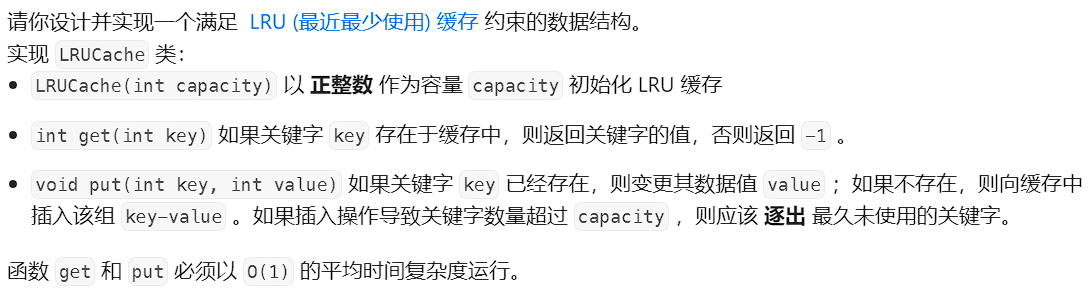 请你设计并实现一个满足 LRU (最近最少使用) 缓存 约束的数据结构。
实现 LRUCache 类：
• LRUCache(int capacity) 以 正整数 作为容量 capacity 初始化 LRU 缓存
• int get(int key) 如果关键字 key 存在于缓存中，则返回关键字的值，否则返回 -1 。
• void put(int key, int value) 如果关键字 key 已经存在，则变更其数据值 value ；如果不存在，则向缓存中
插入该组 key-value 。如果插入操作导致关键字数量超过 capacity ，则应该 逐出 最久未使用的关键字。
函数 get 和 put 必须以 O(1) 的平均时间复杂度运行。